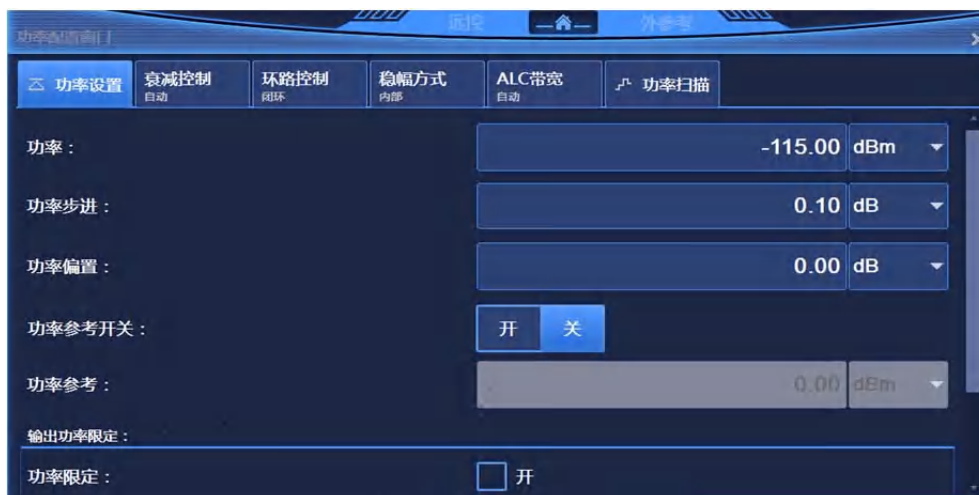 远控 外参考
功率配置窗口
功率设置 衰减控制 环路控制 稳幅方式 ALC带宽 功率扫描
自动 闭环 内部 自动
功率： -115.00 dBm
功率步进： 0.10 dB
功率偏置： 0.00 dB
功率参考开关： 开 关
功率参考： 0.00 dBm
输出功率限定：
功率限定： 开